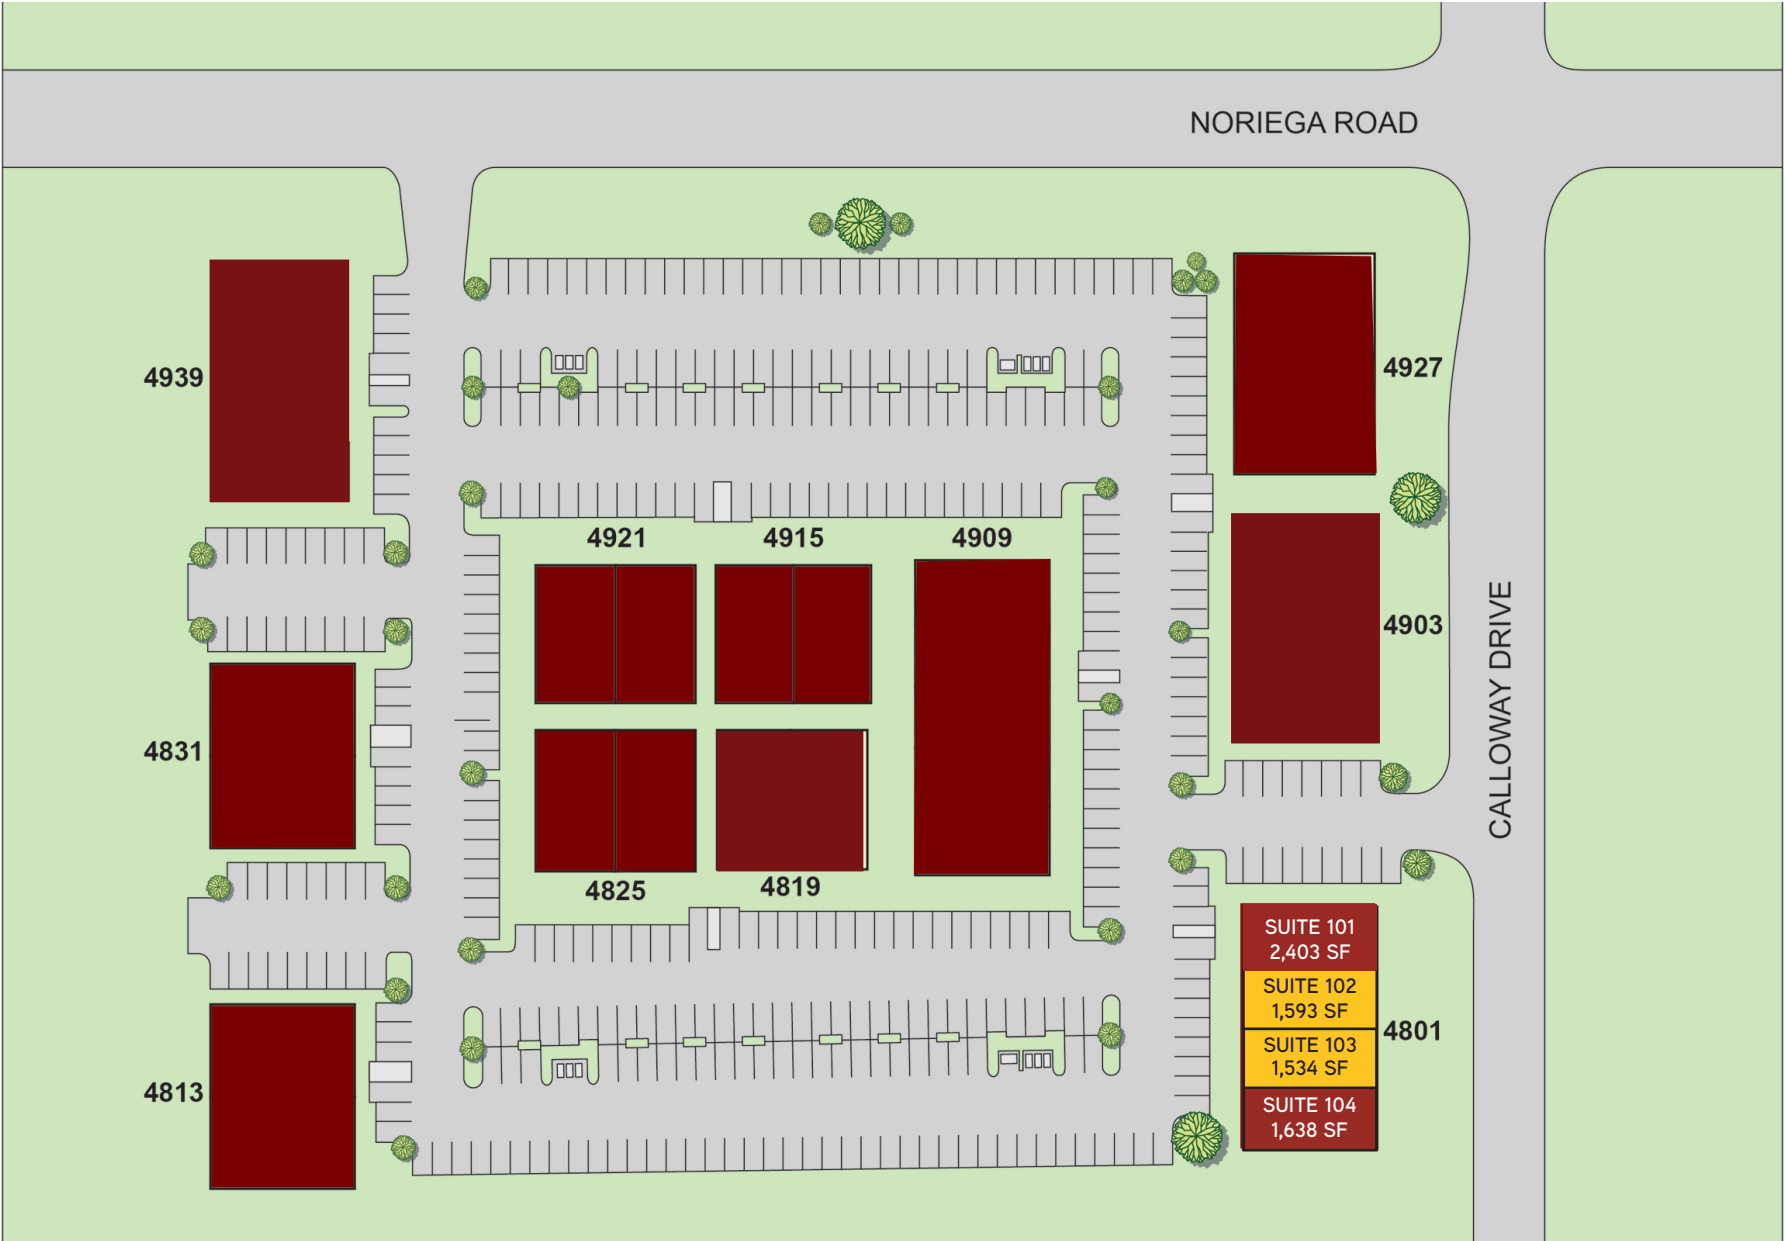 NORIEGA ROAD
4939
4927
4921
4915
4909
4903
CALLOWAY DRIVE
4831
4825
4819
SUITE 101
2,403 SF
SUITE 102
1,593 SF
SUITE 103
1,534 SF
SUITE 104
1,638 SF
4801
4813